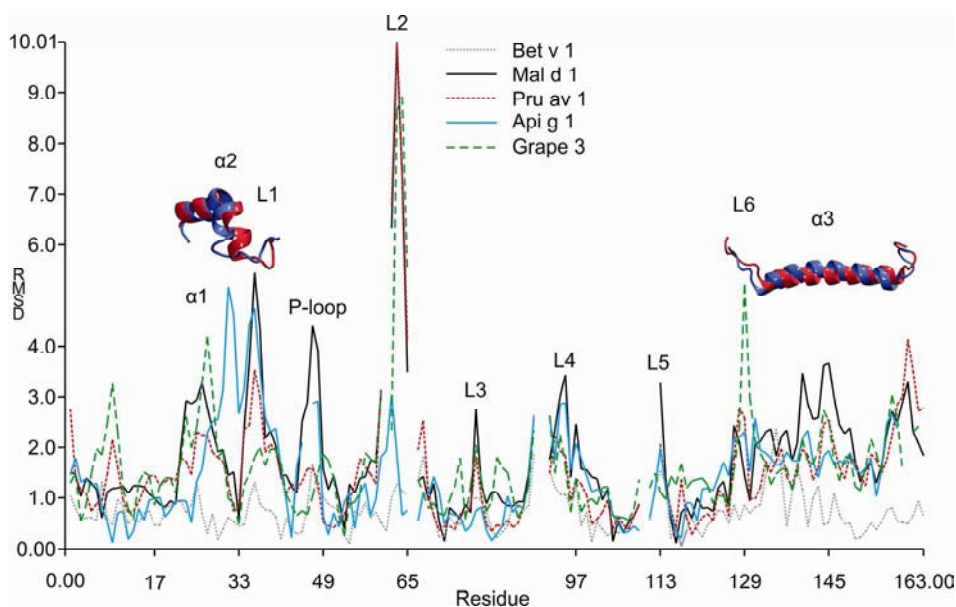 L2
10.01
9.0
8.0
7.0
6.0
4.0
3.0
2.0
1.0
0.00
RMSD
Bet v 1
Mal d 1
Pru av 1
Api g 1
Grape 3
α2
L1
α1
P-loop
L3
L4
L5
L6
α3
0.00 17 33 49 65 97 113 129 145 163.00
Residue